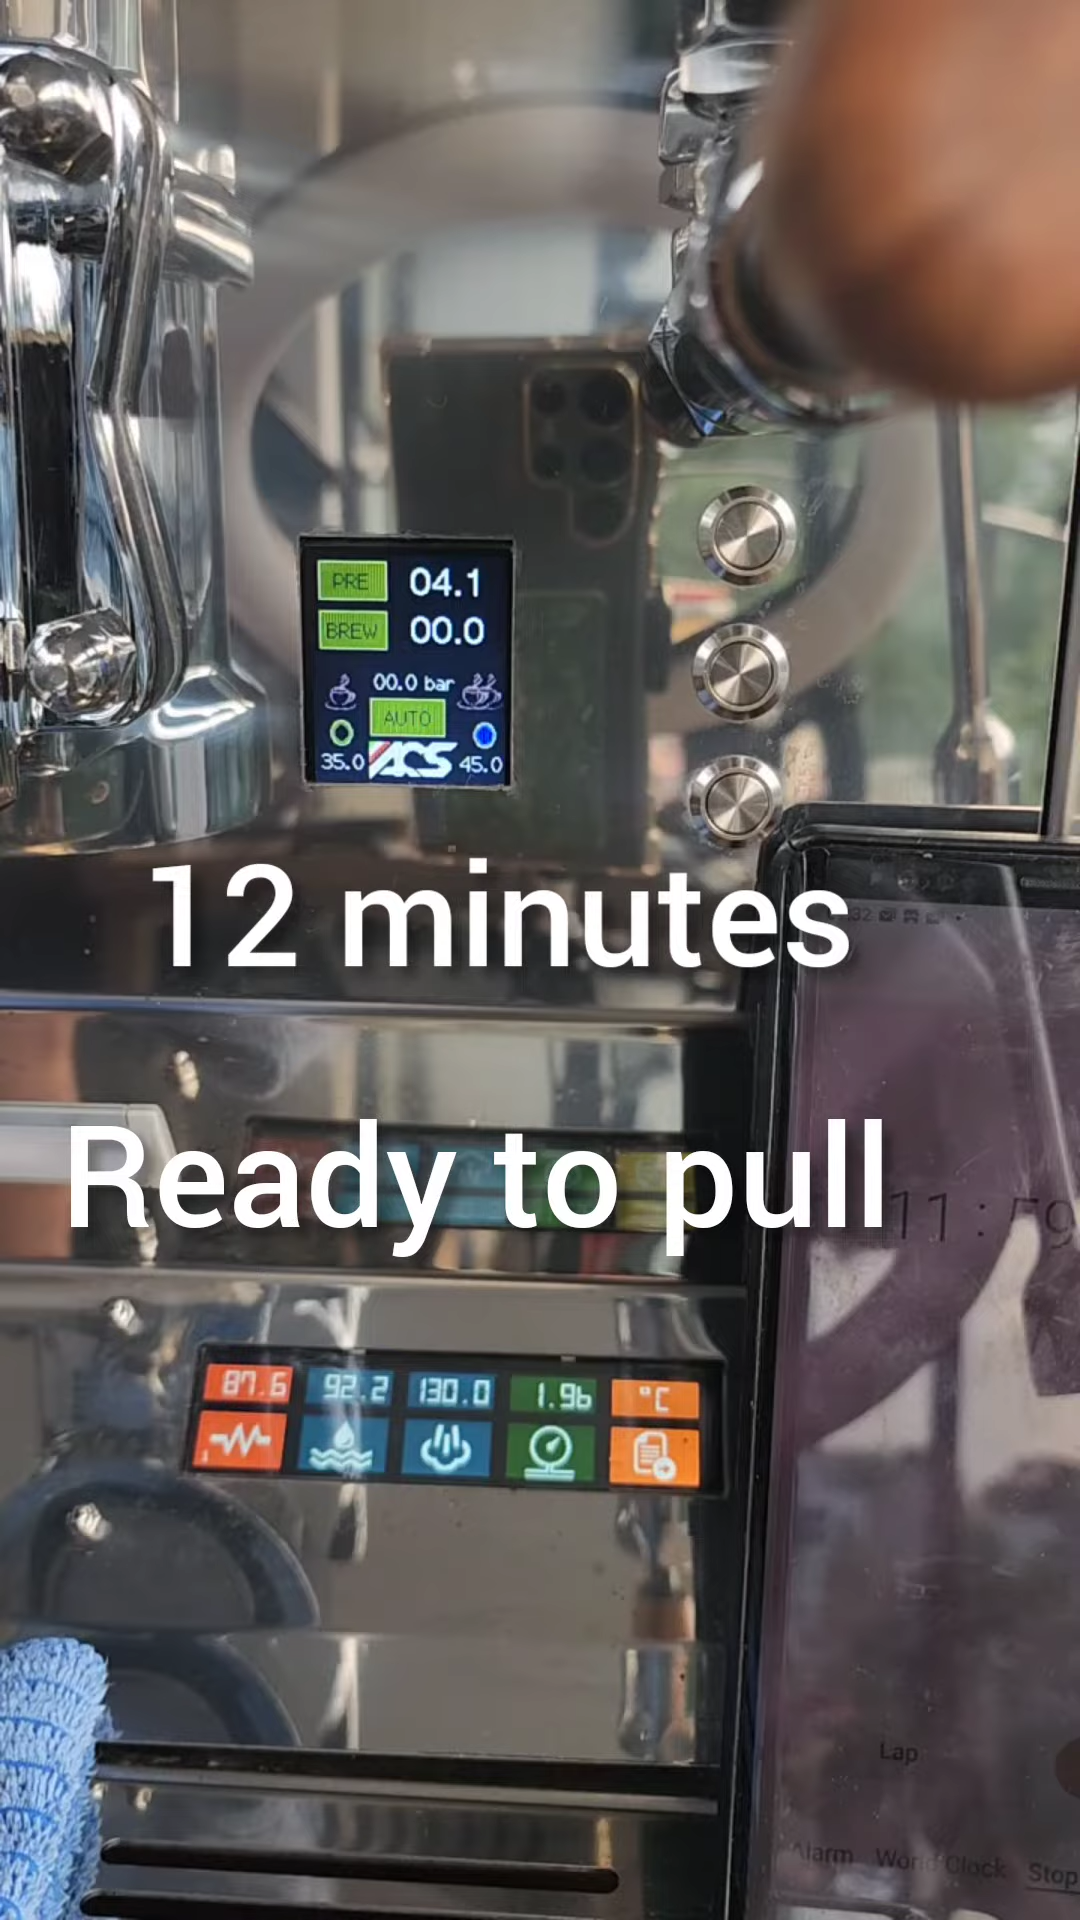 PRE 04.1
BREW 00.0
00.0 bar
AUTO
35.0 ACS 45.0
12 minutes
Ready to pull
87.6 92.2 130.0 1.9b °C
Lap
Alarm World Clock Stop